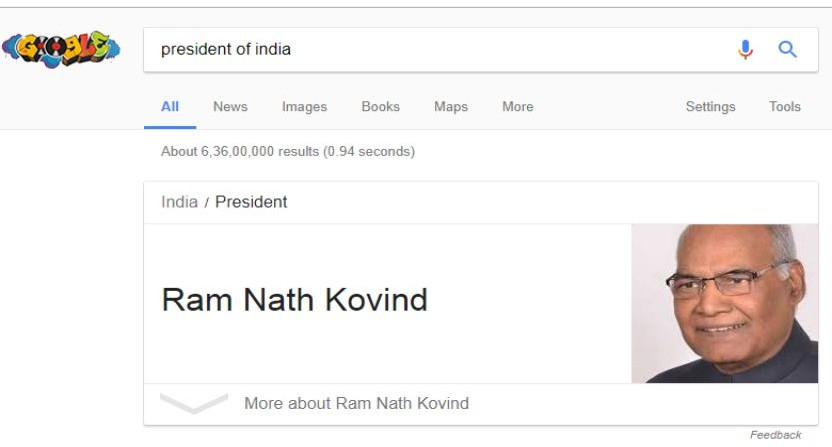 Google
president of india
All News Images Books Maps More Settings Tools
About 6,36,00,000 results (0.94 seconds)
India / President
Ram Nath Kovind
More about Ram Nath Kovind
Feedback